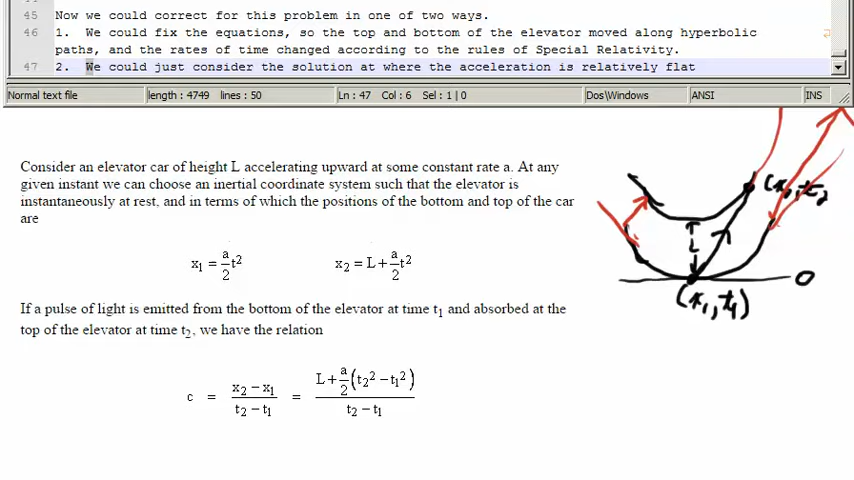 45 Now we could correct for this problem in one of two ways.
46 1. We could fix the equations, so the top and bottom of the elevator moved along hyperbolic
paths, and the rates of time changed according to the rules of Special Relativity.
47 2. We could just consider the solution at where the acceleration is relatively flat
Normal text file length : 4749 lines : 50 Ln : 47 Col : 6 Sel : 1 | 0 Dos\Windows ANSI INS
Consider an elevator car of height L accelerating upward at some constant rate a. At any
given instant we can choose an inertial coordinate system such that the elevator is
instantaneously at rest, and in terms of which the positions of the bottom and top of the car
are
x₁ = a/2 t² x₂ = L + a/2 t²
If a pulse of light is emitted from the bottom of the elevator at time t₁ and absorbed at the
top of the elevator at time t₂, we have the relation
c = (x₂ − x₁)/(t₂ − t₁) = (L + a/2 (t₂² − t₁²))/(t₂ − t₁)
(x₂, t₂
L
0
(x₁, t₁)